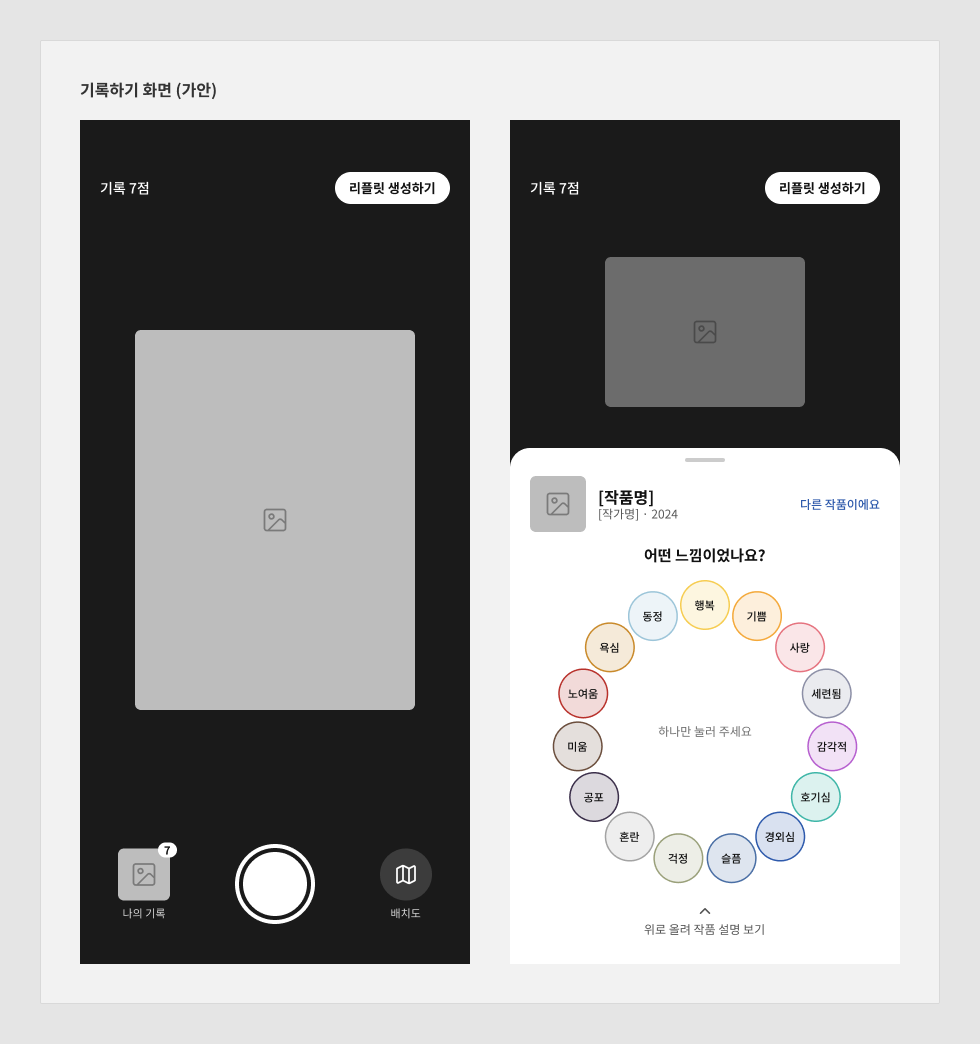 기록하기 화면 (가안)
기록 7점
리플릿 생성하기
7
나의 기록
배치도
기록 7점
리플릿 생성하기
[작품명]
[작가명] · 2024
다른 작품이에요
어떤 느낌이었나요?
행복
기쁨
사랑
세련됨
감각적
호기심
경외심
슬픔
걱정
혼란
공포
미움
노여움
욕심
동정
하나만 눌러 주세요
위로 올려 작품 설명 보기